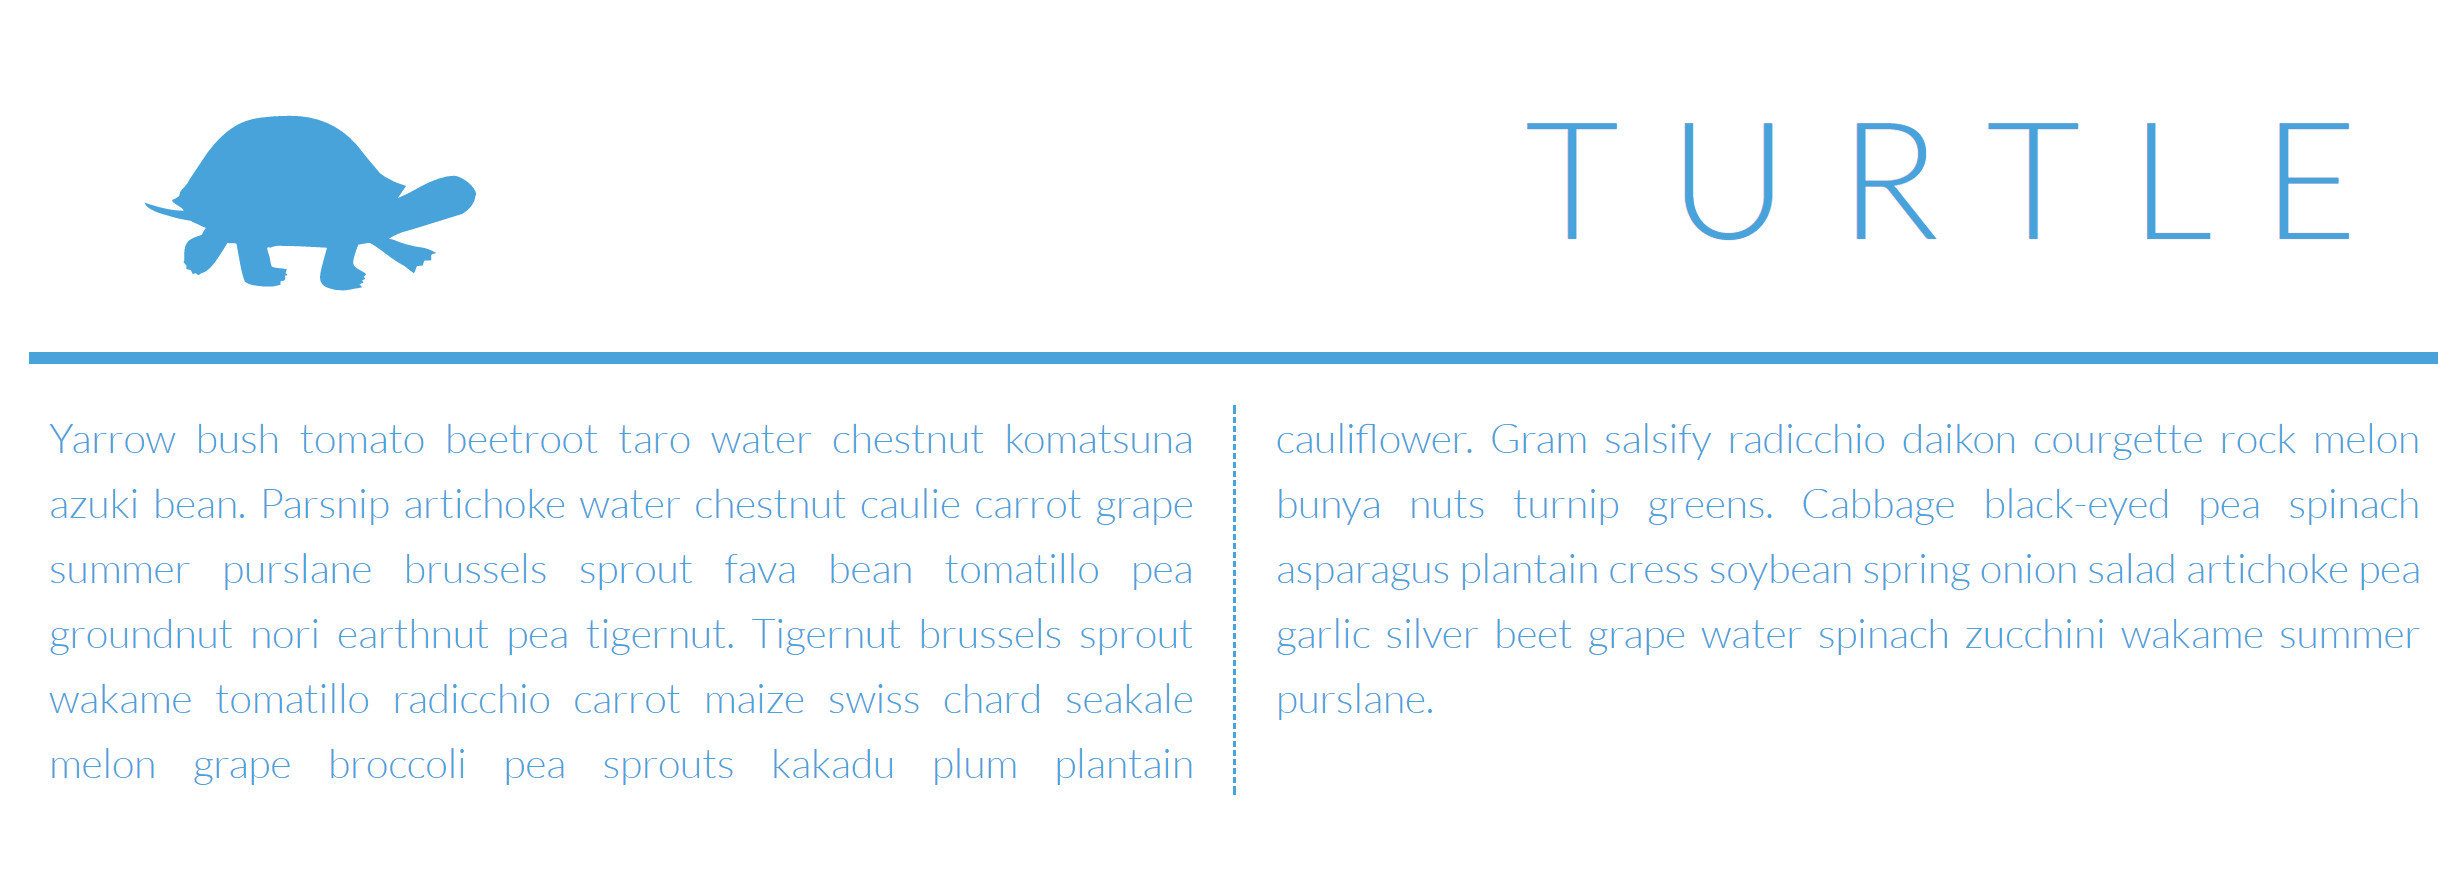 TURTLE
Yarrow bush tomato beetroot taro water chestnut komatsuna
azuki bean. Parsnip artichoke water chestnut caulie carrot grape
summer purslane brussels sprout fava bean tomatillo pea
groundnut nori earthnut pea tigernut. Tigernut brussels sprout
wakame tomatillo radicchio carrot maize swiss chard seakale
melon grape broccoli pea sprouts kakadu plum plantain
cauliflower. Gram salsify radicchio daikon courgette rock melon
bunya nuts turnip greens. Cabbage black-eyed pea spinach
asparagus plantain cress soybean spring onion salad artichoke pea
garlic silver beet grape water spinach zucchini wakame summer
purslane.